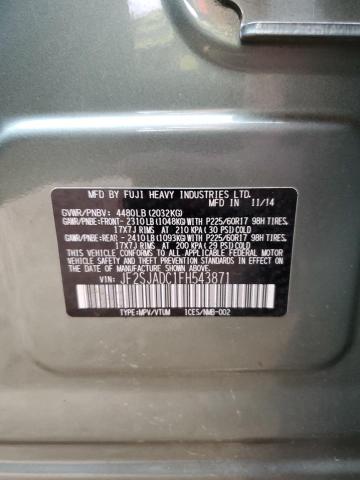 MFD BY FUJI HEAVY INDUSTRIES LTD.
MFD IN 11/14
GVWR/PNBV: 4480LB(2032KG)
GAWR/PNBE:FRONT-2310LB(1048KG)WITH P225/60R17 98H TIRES,
17X7J RIMS AT 210 KPA(30 PSI)COLD
GAWR/PNBE:REAR -2410LB(1093KG)WITH P225/60R17 98H TIRES,
17X7J RIMS AT 200 KPA(29 PSI)COLD
THIS VEHICLE CONFORMS TO ALL APPLICABLE FEDERAL MOTOR
VEHICLE SAFETY AND BUMPER STANDARDS IN EFFECT ON THE
DATE OF MANUFACTURE SHOWN ABOVE.
VIN: JF2SJADC1FH543871
TYPE:MPV/VTUM ICES/NMB-002